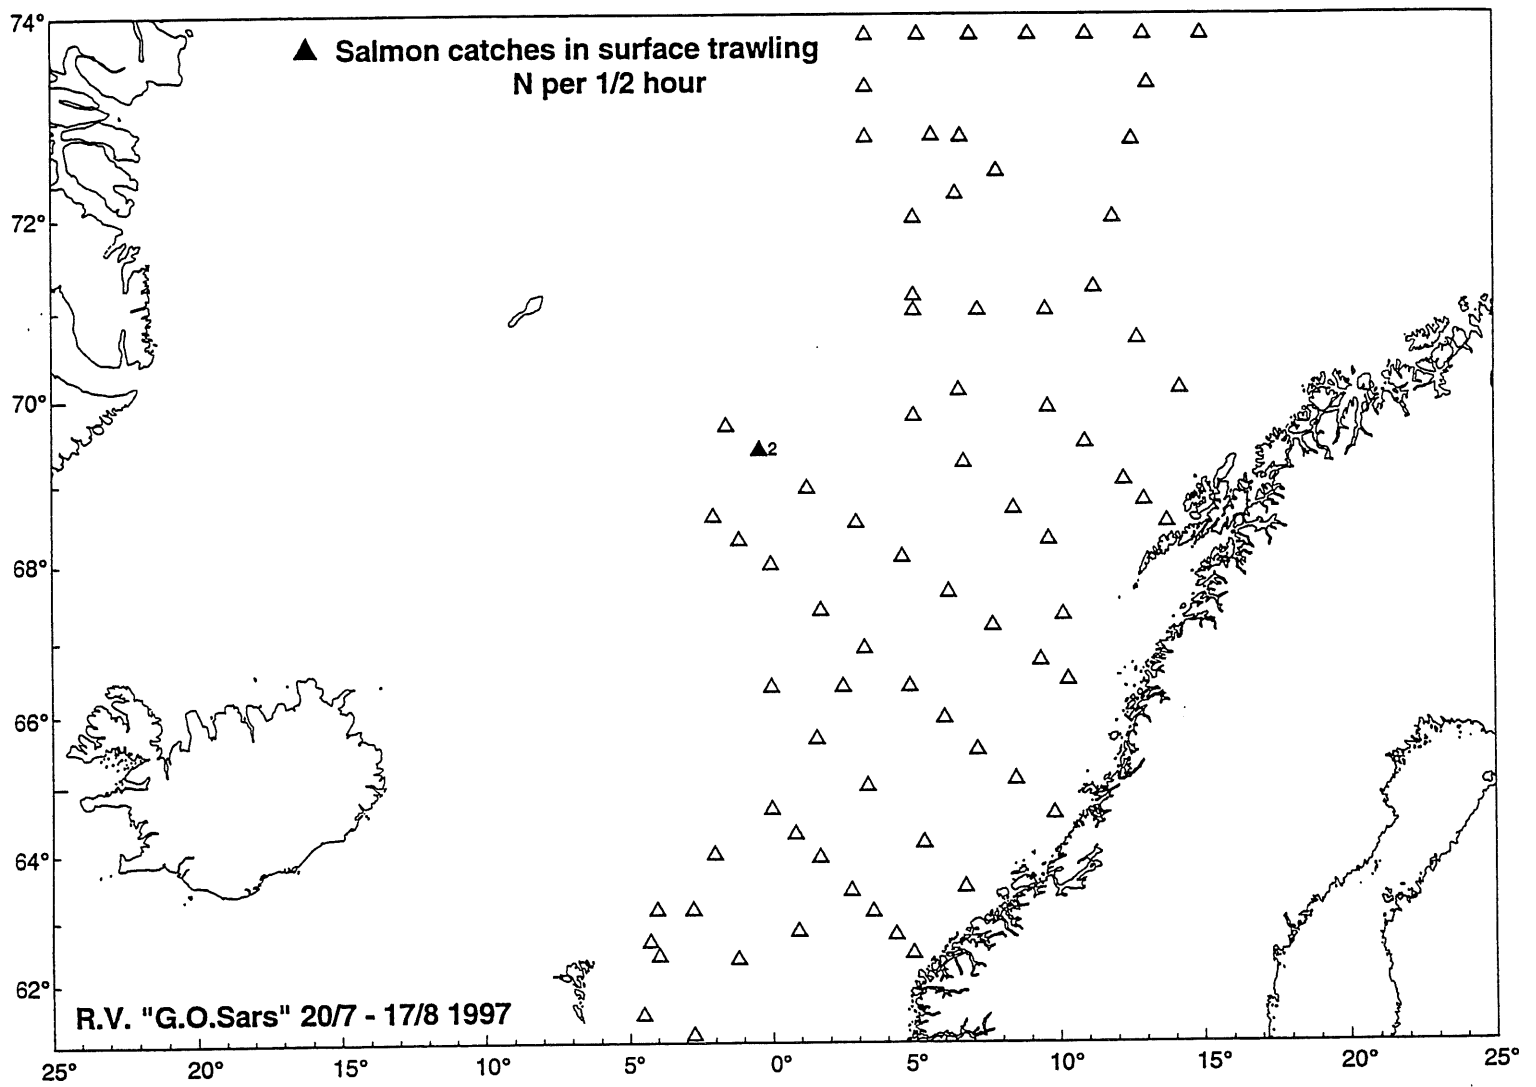 74°
▲ Salmon catches in surface trawling
N per 1/2 hour
72°
70°
2
68°
66°
64°
62°
R.V. "G.O.Sars" 20/7 - 17/8 1997
25° 20° 15° 10° 5° 0° 5° 10° 15° 20° 25°